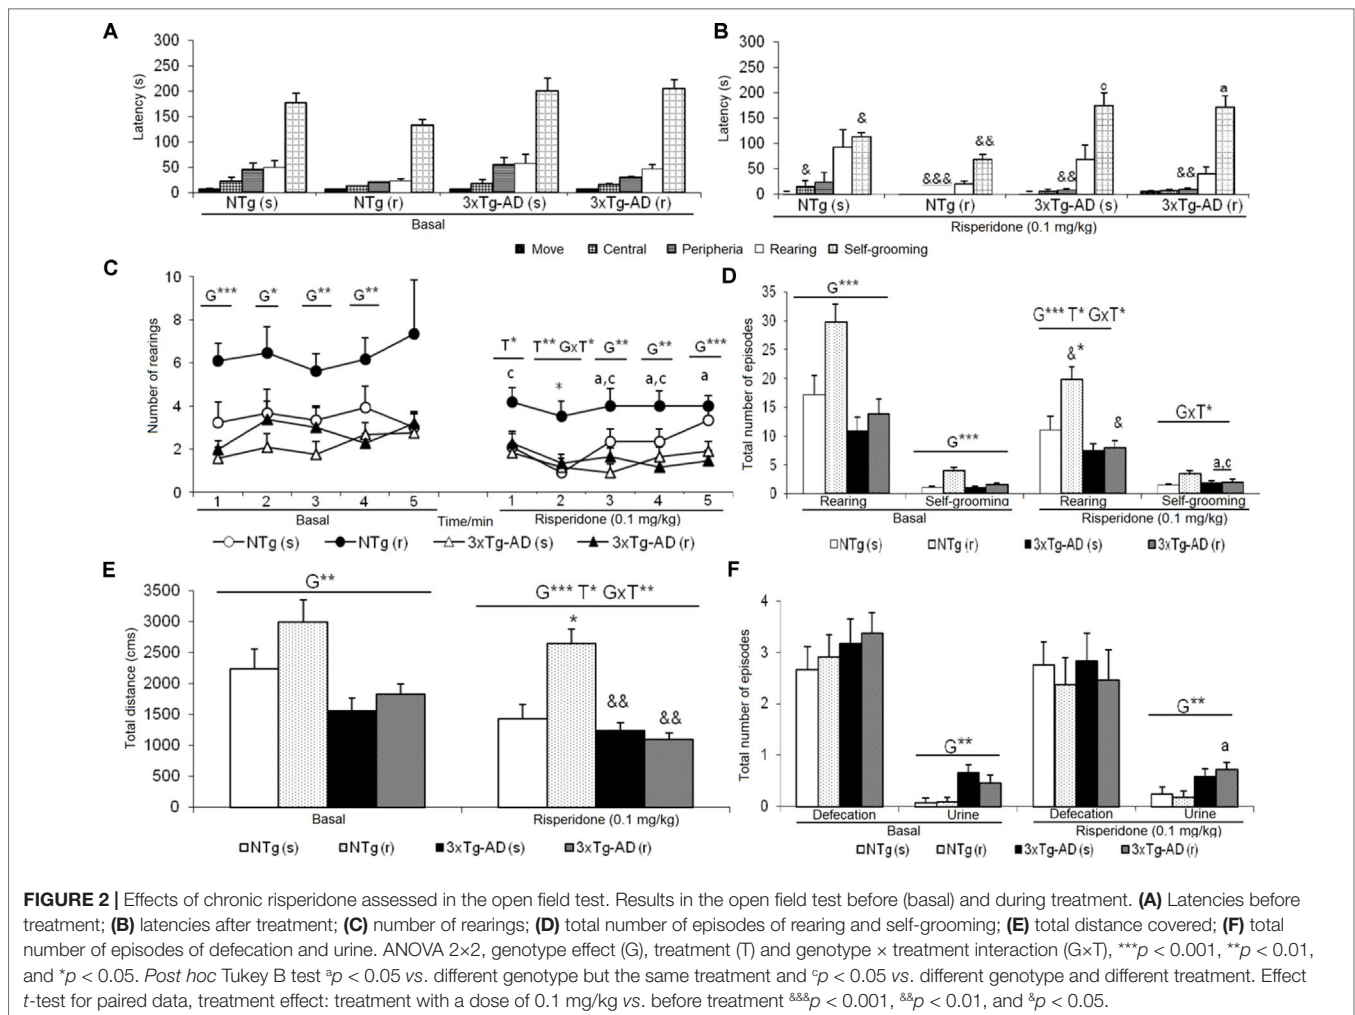 A
B
Latency (s)
250
200
150
100
50
0
NTg (s)
NTg (r)
3xTg-AD (s)
3xTg-AD (r)
Basal
Latency (s)
250
200
150
100
50
0
&
&
&&&
&&
&&
o
&&
a
NTg (s)
NTg (r)
3xTg-AD (s)
3xTg-AD (r)
Risperidone (0.1 mg/kg)
Move Central Peripheria Rearing Self-grooming
C
Number of rearings
10
8
6
4
2
0
G*** G* G** G**
T* T** GxT* G** G** G***
c * a,c a,c a
1 2 3 4 5 1 2 3 4 5
Basal Time/min Risperidone (0.1 mg/kg)
NTg (s) NTg (r) 3xTg-AD (s) 3xTg-AD (r)
D
Total number of episodes
35
30
25
20
15
10
5
0
G***
G***
G*** T* GxT*
&*
&
GxT*
a,c
Rearing Self-grooming Rearing Self-grooming
Basal Risperidone (0.1 mg/kg)
NTg (s) NTg (r) 3xTg-AD (s) 3xTg-AD (r)
E
Total distance (cms)
3500
3000
2500
2000
1500
1000
500
0
G**
G*** T* GxT**
*
&&
&&
Basal Risperidone (0.1 mg/kg)
NTg (s) NTg (r) 3xTg-AD (s) 3xTg-AD (r)
F
Total number of episodes
4
3
2
1
0
G**
G**
a
Defecation Urine Defecation Urine
Basal Risperidone (0.1 mg/kg)
NTg (s) NTg (r) 3xTg-AD (s) 3xTg-AD (r)
FIGURE 2 | Effects of chronic risperidone assessed in the open field test. Results in the open field test before (basal) and during treatment. (A) Latencies before
treatment; (B) latencies after treatment; (C) number of rearings; (D) total number of episodes of rearing and self-grooming; (E) total distance covered; (F) total
number of episodes of defecation and urine. ANOVA 2×2, genotype effect (G), treatment (T) and genotype × treatment interaction (G×T), ***p < 0.001, **p < 0.01,
and *p < 0.05. Post hoc Tukey B test ᵃp < 0.05 vs. different genotype but the same treatment and ᶜp < 0.05 vs. different genotype and different treatment. Effect
t-test for paired data, treatment effect: treatment with a dose of 0.1 mg/kg vs. before treatment &&&p < 0.001, &&p < 0.01, and &p < 0.05.